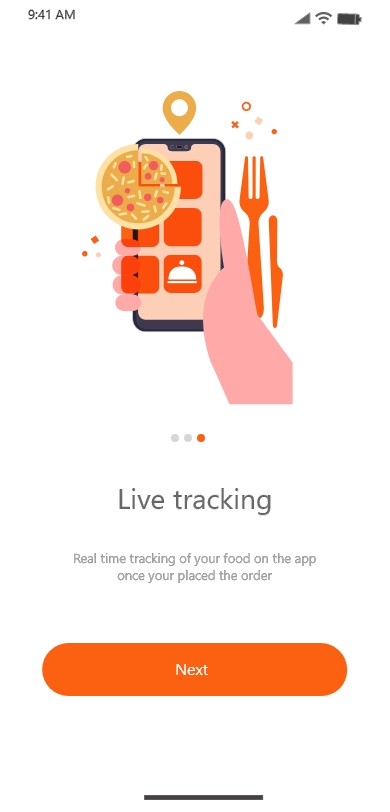 9:41 AM
Live tracking
Real time tracking of your food on the app
once your placed the order
Next